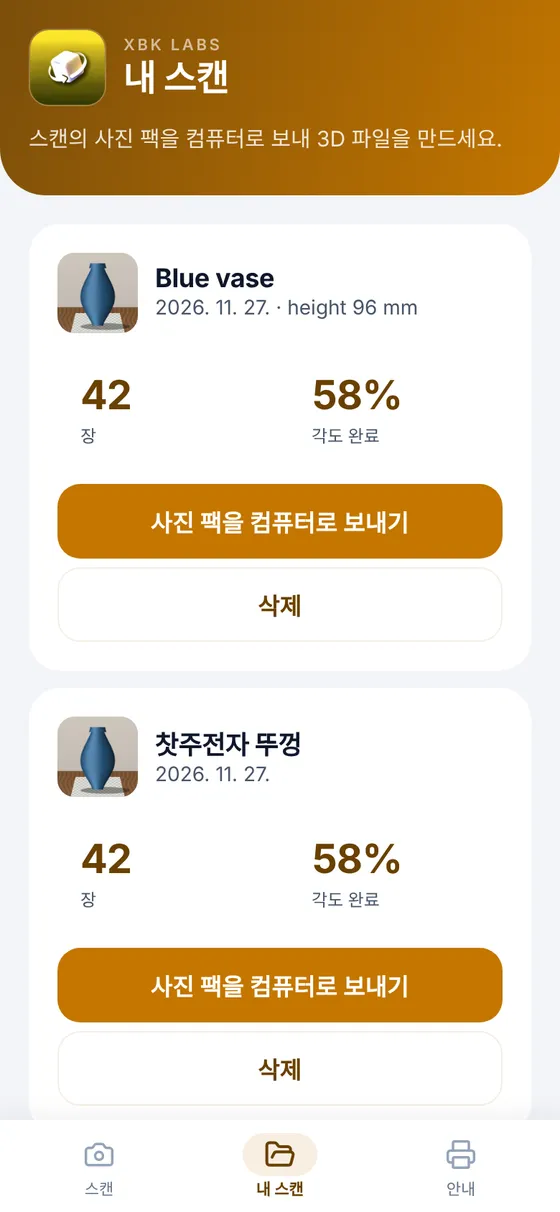 XBK LABS
내 스캔
스캔의 사진 팩을 컴퓨터로 보내 3D 파일을 만드세요.
Blue vase
2026. 11. 27. · height 96 mm
42
58%
장
각도 완료
사진 팩을 컴퓨터로 보내기
삭제
찻주전자 뚜껑
2026. 11. 27.
42
58%
장
각도 완료
사진 팩을 컴퓨터로 보내기
삭제
스캔
내 스캔
안내